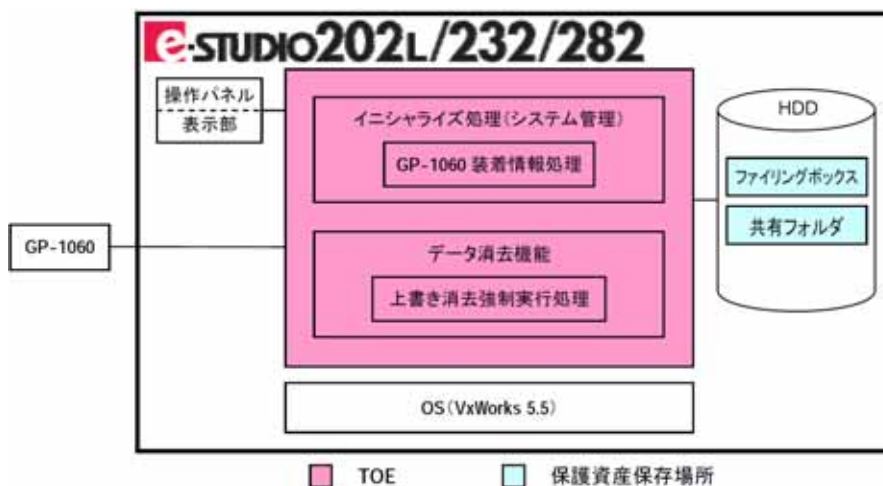 e-STUDIO202L/232/282
操作パネル
表示部
イニシャライズ処理(システム管理)
GP-1060 装着情報処理
HDD
ファイリングボックス
共有フォルダ
GP-1060
データ消去機能
上書き消去強制実行処理
OS(VxWorks 5.5)
TOE
保護資産保存場所